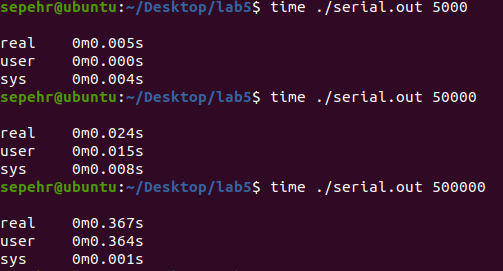 sepehr@ubuntu:~/Desktop/lab5$ time ./serial.out 5000
real 0m0.005s
user 0m0.000s
sys 0m0.004s
sepehr@ubuntu:~/Desktop/lab5$ time ./serial.out 50000
real 0m0.024s
user 0m0.015s
sys 0m0.008s
sepehr@ubuntu:~/Desktop/lab5$ time ./serial.out 500000
real 0m0.367s
user 0m0.364s
sys 0m0.001s